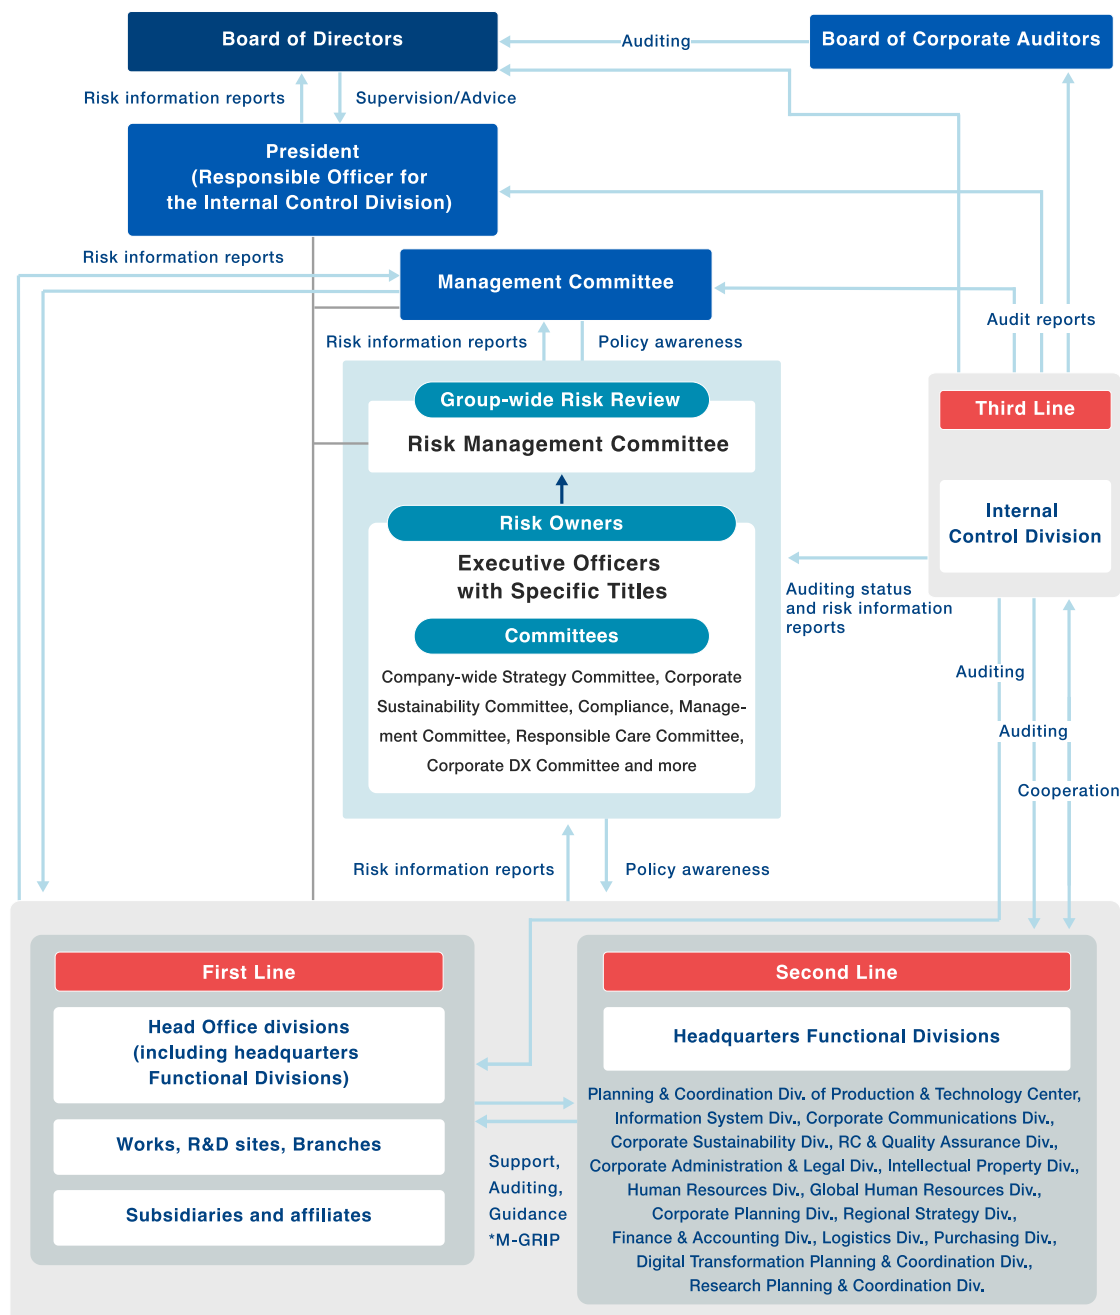 Board of Directors
Auditing
Board of Corporate Auditors
Risk information reports
Supervision/Advice
President
(Responsible Officer for
the Internal Control Division)
Risk information reports
Management Committee
Audit reports
Risk information reports
Policy awareness
Group-wide Risk Review
Risk Management Committee
Third Line
Internal
Control Division
Risk Owners
Executive Officers
with Specific Titles
Auditing status
and risk information
reports
Committees
Company-wide Strategy Committee, Corporate
Sustainability Committee, Compliance, Manage-
ment Committee, Responsible Care Committee,
Corporate DX Committee and more
Auditing
Auditing
Cooperation
Risk information reports
Policy awareness
First Line
Head Office divisions
(including headquarters
Functional Divisions)
Works, R&D sites, Branches
Subsidiaries and affiliates
Support,
Auditing,
Guidance
*M-GRIP
Second Line
Headquarters Functional Divisions
Planning & Coordination Div. of Production & Technology Center,
Information System Div., Corporate Communications Div.,
Corporate Sustainability Div., RC & Quality Assurance Div.,
Corporate Administration & Legal Div., Intellectual Property Div.,
Human Resources Div., Global Human Resources Div.,
Corporate Planning Div., Regional Strategy Div.,
Finance & Accounting Div., Logistics Div., Purchasing Div.,
Digital Transformation Planning & Coordination Div.,
Research Planning & Coordination Div.